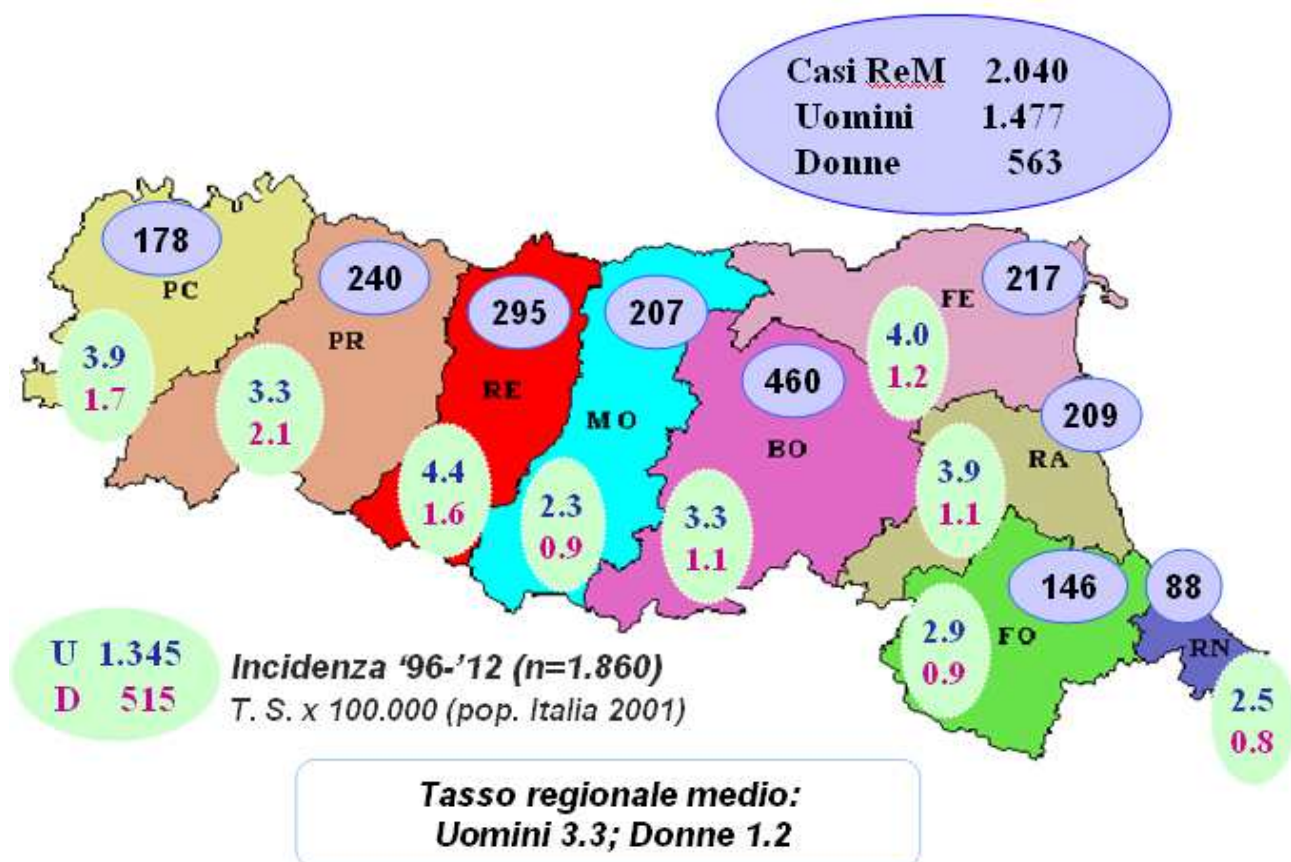 Casi ReM 2.040
Uomini 1.477
Donne 563
178
PC
3.9
1.7
240
PR
3.3
2.1
295
RE
4.4
1.6
207
MO
2.3
0.9
460
BO
3.3
1.1
217
FE
4.0
1.2
209
RA
3.9
1.1
146
FO
2.9
0.9
88
RN
2.5
0.8
U 1.345
D 515
Incidenza ‘96-’12 (n=1.860)
T. S. x 100.000 (pop. Italia 2001)
Tasso regionale medio:
Uomini 3.3; Donne 1.2